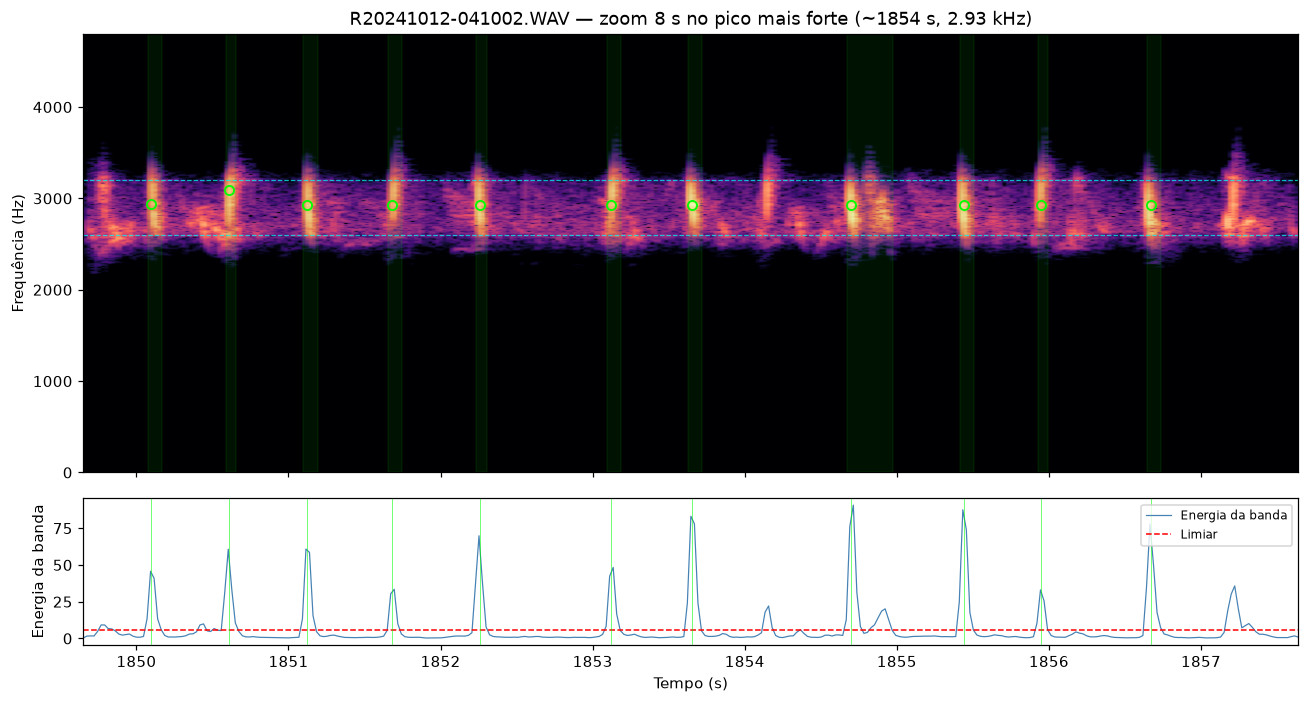 R20241012-041002.WAV — zoom 8 s no pico mais forte (~1854 s, 2.93 kHz)
Frequência (Hz)
4000
3000
2000
1000
0
Energia da banda
75
50
25
0
Energia da banda
Limiar
1850 1851 1852 1853 1854 1855 1856 1857
Tempo (s)